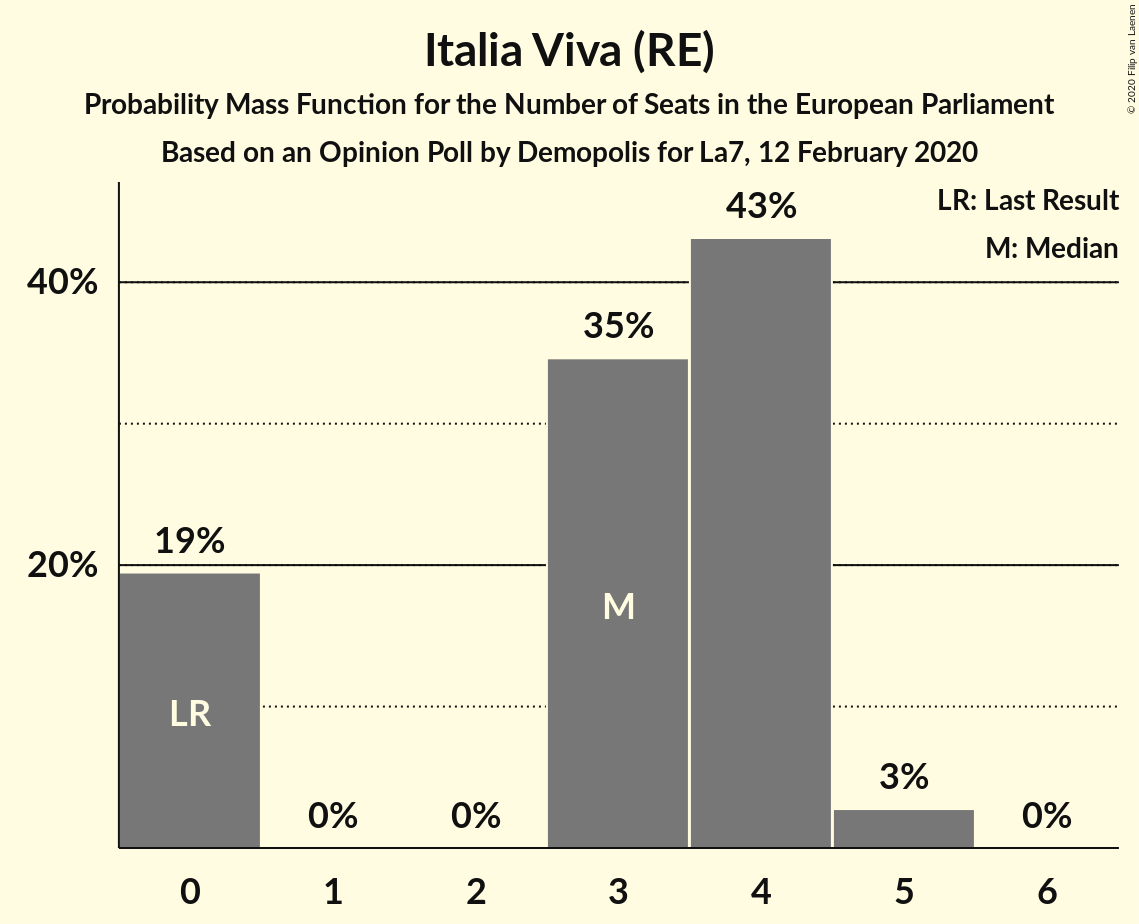 Italia Viva (RE)
Probability Mass Function for the Number of Seats in the European Parliament
Based on an Opinion Poll by Demopolis for La7, 12 February 2020
© 2020 Filip van Laenen
LR: Last Result
M: Median
43%
40%
35%
19%
20%
M
LR
3%
0%
0%
0%
0
1
2
3
4
5
6